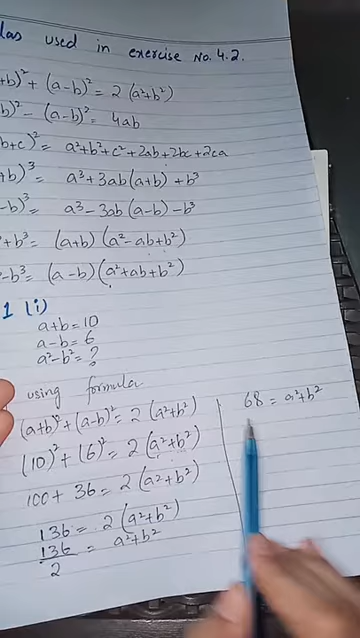 las used in exercise No. 4.2.
+b)² + (a-b)² = 2 (a²+b²)
b)² - (a-b)² = 4ab
b+c)² = a²+b²+c²+2ab+2bc+2ca
+b)³ = a³+3ab(a+b)+b³
-b)³ = a³-3ab(a-b)-b³
+b³ = (a+b) (a²-ab+b²)
-b³ = (a-b) (a²+ab+b²)
1 (i)
a+b=10
a-b=6
a²-b²=?
using formula
(a+b)²+(a-b)²=2(a²+b²)
(10)²+(6)²=2(a²+b²)
100+36=2(a²+b²)
136=2(a²+b²)
136/2 = a²+b²
68=a²+b²